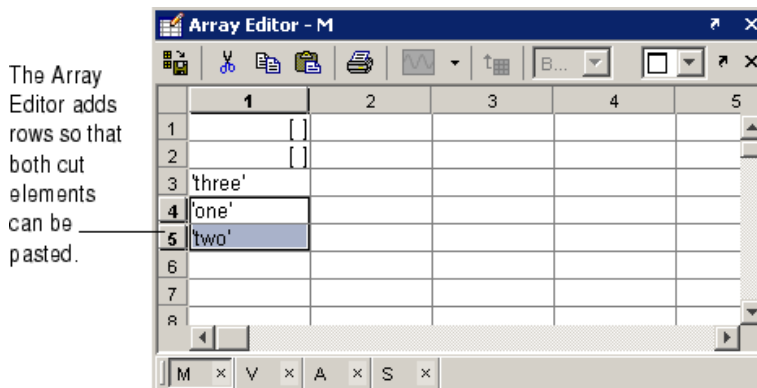 Array Editor - M
B...
The Array
Editor adds
rows so that
both cut
elements
can be
pasted.
1 2 3 4 5
1 [ ]
2 [ ]
3 'three'
4 'one'
5 'two'
6
7
8
M × V × A × S ×